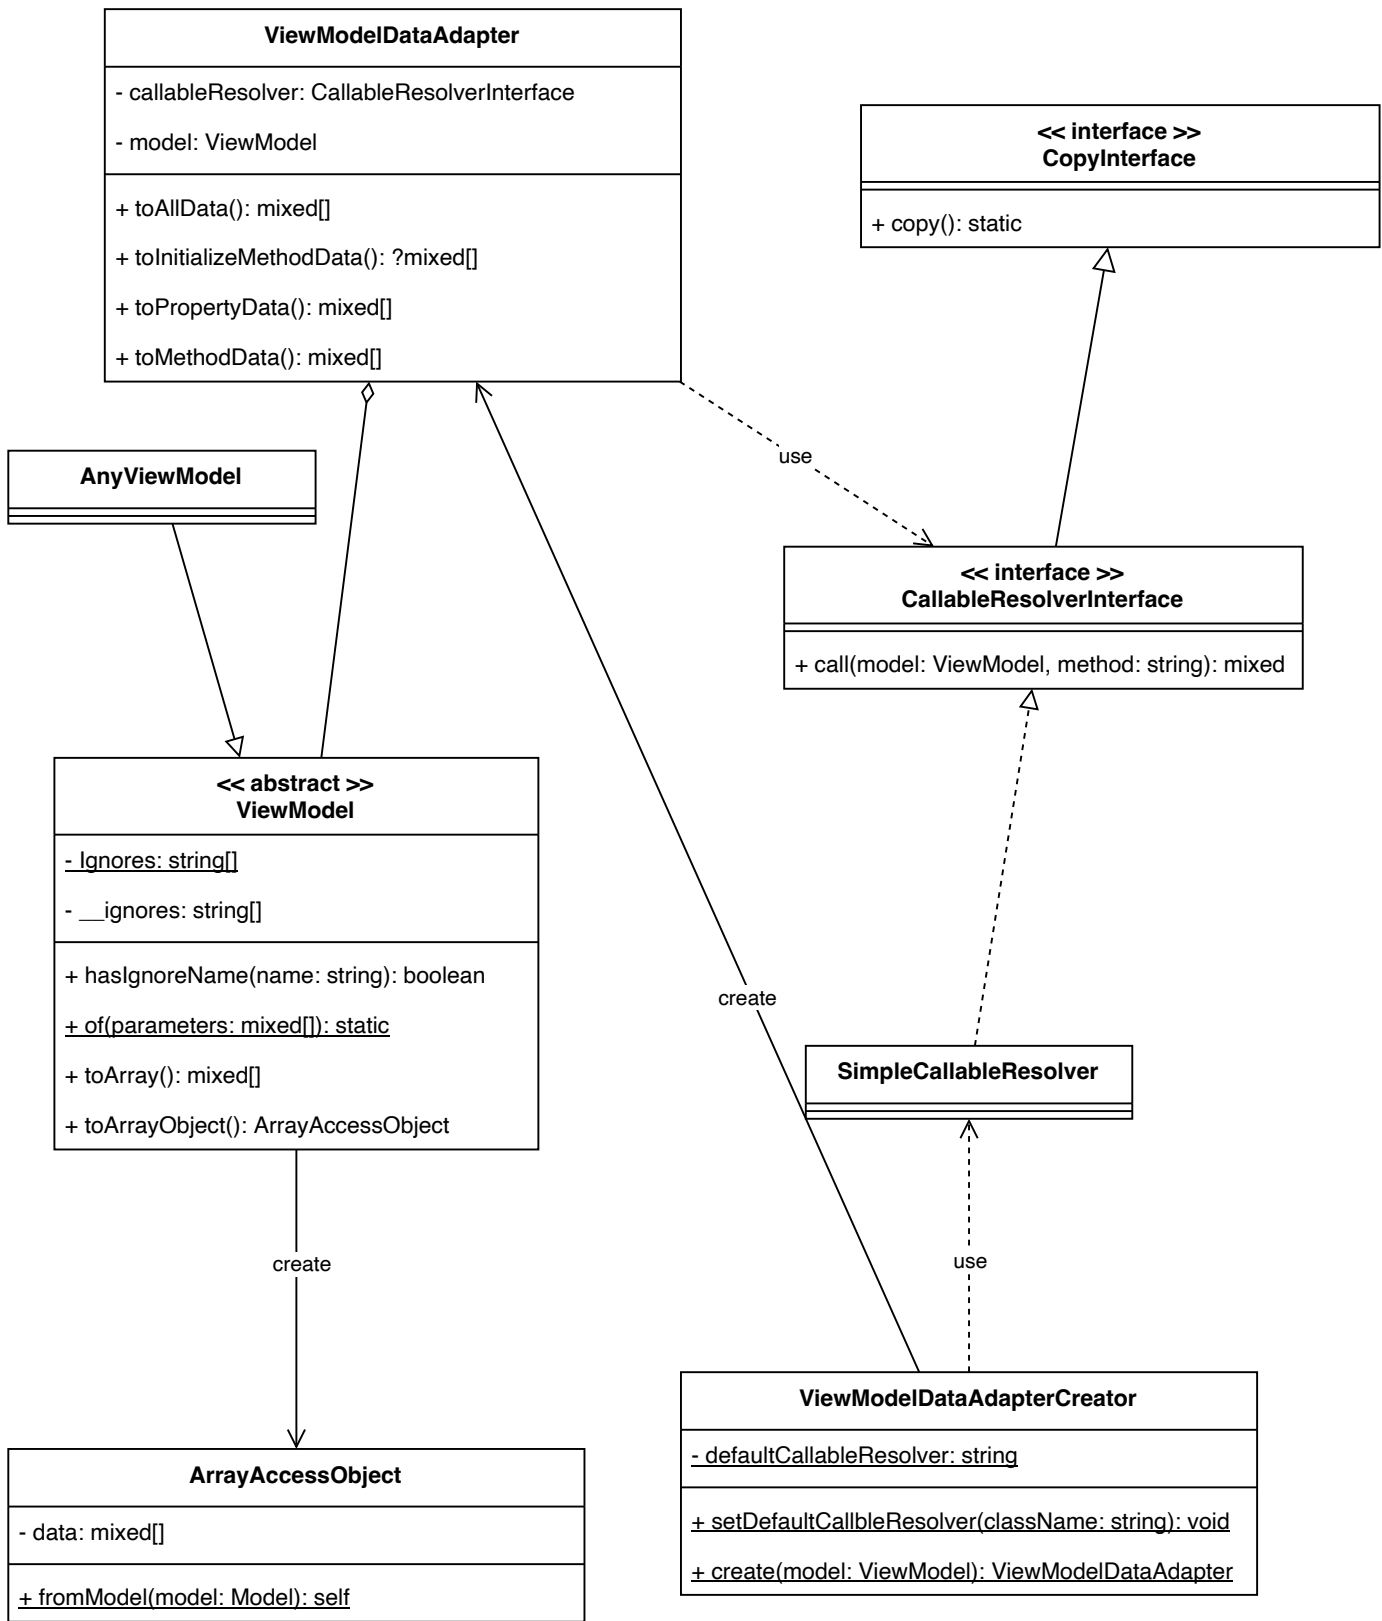 ViewModelDataAdapter
- callableResolver: CallableResolverInterface
- model: ViewModel
+ toAllData(): mixed[]
+ toInitializeMethodData(): ?mixed[]
+ toPropertyData(): mixed[]
+ toMethodData(): mixed[]
<< interface >>
CopyInterface
+ copy(): static
use
AnyViewModel
<< interface >>
CallableResolverInterface
+ call(model: ViewModel, method: string): mixed
<< abstract >>
ViewModel
- Ignores: string[]
- __ignores: string[]
+ hasIgnoreName(name: string): boolean
+ of(parameters: mixed[]): static
+ toArray(): mixed[]
+ toArrayObject(): ArrayAccessObject
create
SimpleCallableResolver
create
use
ViewModelDataAdapterCreator
- defaultCallableResolver: string
+ setDefaultCallbleResolver(className: string): void
+ create(model: ViewModel): ViewModelDataAdapter
ArrayAccessObject
- data: mixed[]
+ fromModel(model: Model): self